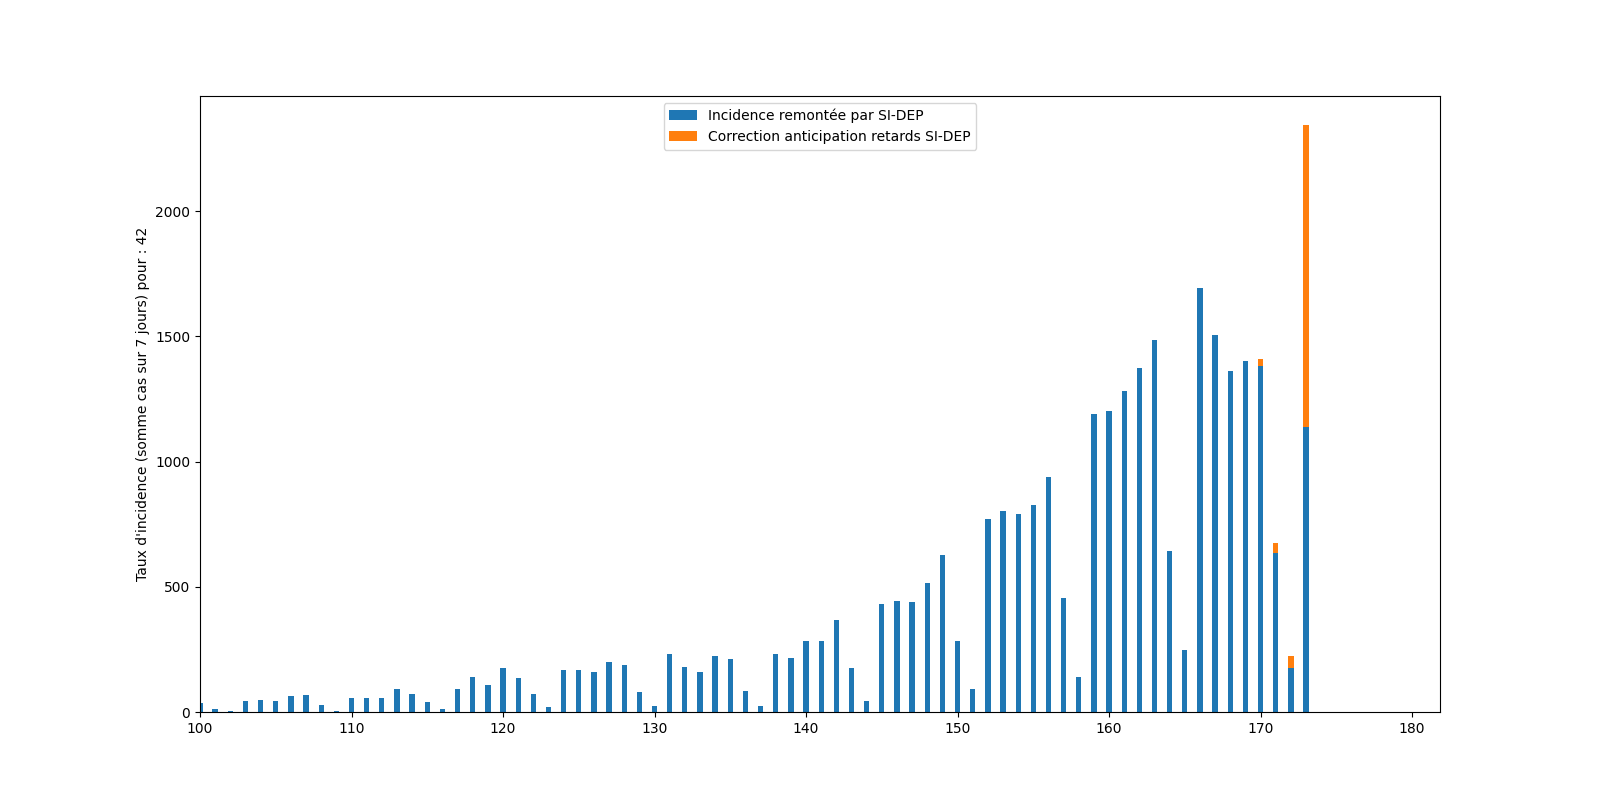 Incidence remontée par SI-DEP
Correction anticipation retards SI-DEP
Taux d'incidence (somme cas sur 7 jours) pour : 42
2000
1500
1000
500
0
100 110 120 130 140 150 160 170 180